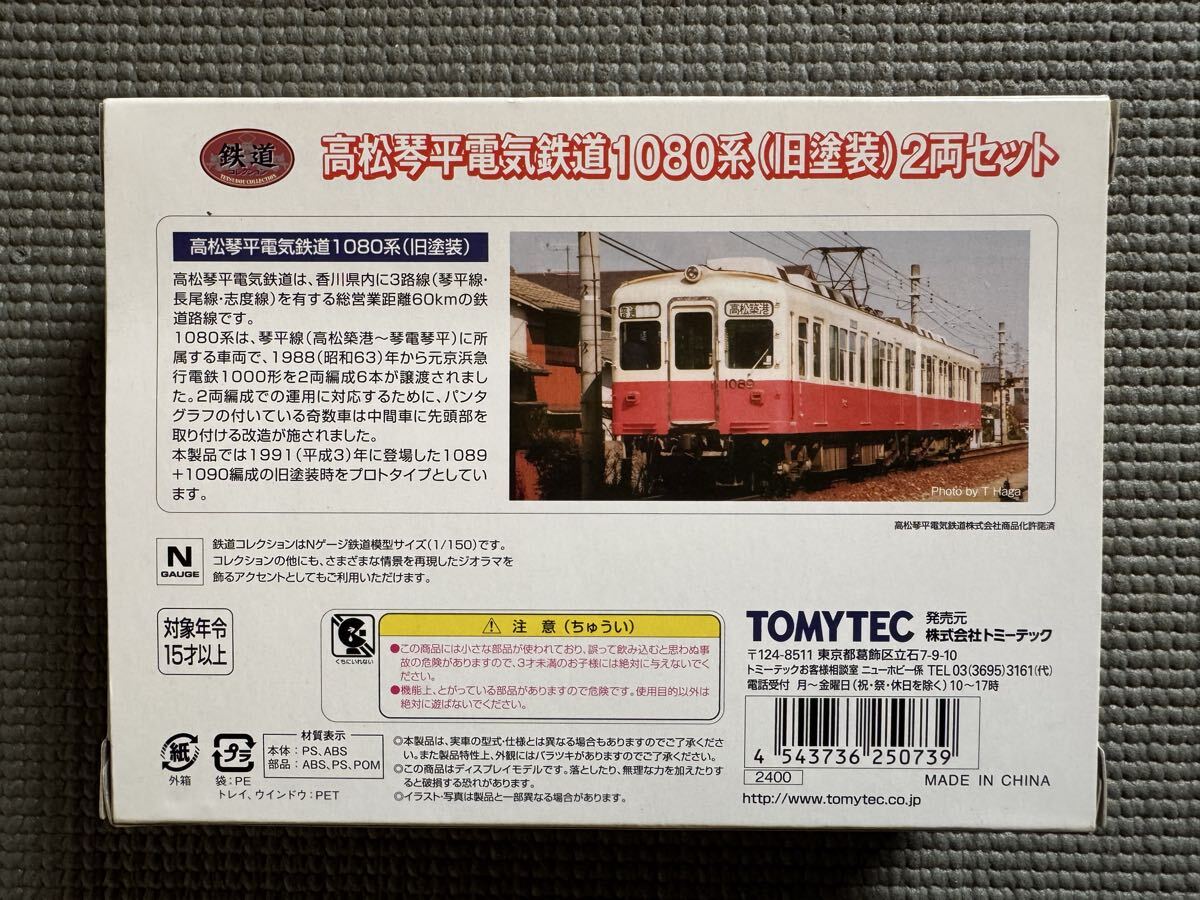 鉄道
コレクション
TETSUDOU COLLECTION
高松琴平電気鉄道1080系(旧塗装)2両セット
高松琴平電気鉄道1080系(旧塗装)
高松琴平電気鉄道は、香川県内に3路線(琴平線・
長尾線・志度線)を有する総営業距離60kmの鉄
道路線です。
1080系は、琴平線(高松築港～琴電琴平)に所
属する車両で、1988(昭和63)年から元京浜急
行電鉄1000形を2両編成6本が譲渡されまし
た。2両編成での運用に対応するために、パンタ
グラフの付いている奇数車は中間車に先頭部を
取り付ける改造が施されました。
本製品では1991(平成3)年に登場した1089
+1090編成の旧塗装時をプロトタイプとしてい
ます。
普通
高松築港
1089
Photo by T Haga
高松琴平電気鉄道株式会社商品化許諾済
N
GAUGE
鉄道コレクションはNゲージ鉄道模型サイズ(1/150)です。
コレクションの他にも、さまざまな情景を再現したジオラマを
飾るアクセントとしてもご利用いただけます。
対象年令
15才以上
くちにいれない
注意(ちゅうい)
●この商品には小さな部品が使われており、誤って飲み込むと思わぬ事
故の危険がありますので、3才未満のお子様には絶対に与えないでく
ださい。
●機能上、とがっている部品がありますので危険です。使用目的以外は
絶対に遊ばないでください。
TOMYTEC
発売元
株式会社トミーテック
〒124-8511 東京都葛飾区立石7-9-10
トミーテックお客様相談室 ニューホビー係 TEL 03(3695)3161(代)
電話受付 月～金曜日(祝・祭・休日を除く)10～17時
紙
外箱
プラ
袋:PE
トレイ、ウインドウ:PET
材質表示
本体:PS、ABS
部品:ABS、PS、POM
◎本製品は、実車の型式・仕様とは異なる場合もありますのでご了承くださ
い。また製品特性上、外観にはバラツキがありますのでご了承ください。
◎この商品はディスプレイモデルです。落としたり、無理な力を加えたりす
ると破損する恐れがあります。
◎イラスト・写真は製品と一部異なる場合があります。
4 543736 250739
2400
MADE IN CHINA
http://www.tomytec.co.jp